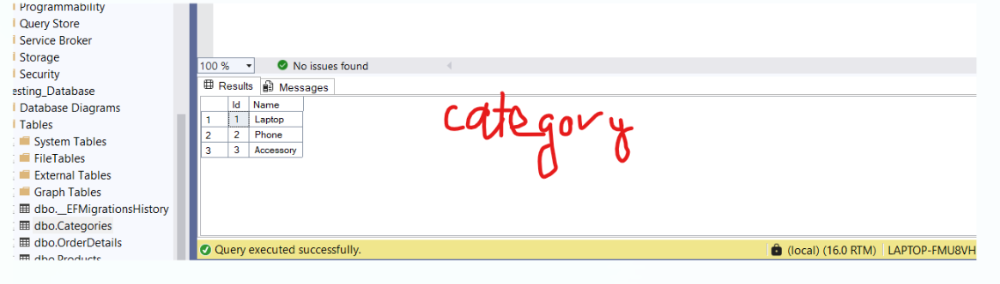 Programmability
Query Store
Service Broker
Storage
Security
esting_Database
Database Diagrams
Tables
System Tables
FileTables
External Tables
Graph Tables
dbo.__EFMigrationsHistory
dbo.Categories
dbo.OrderDetails
dbo.Products
100 %
No issues found
Results Messages
Id Name
1 1 Laptop
2 2 Phone
3 3 Accessory
category
Query executed successfully.
(local) (16.0 RTM) LAPTOP-FMU8VH